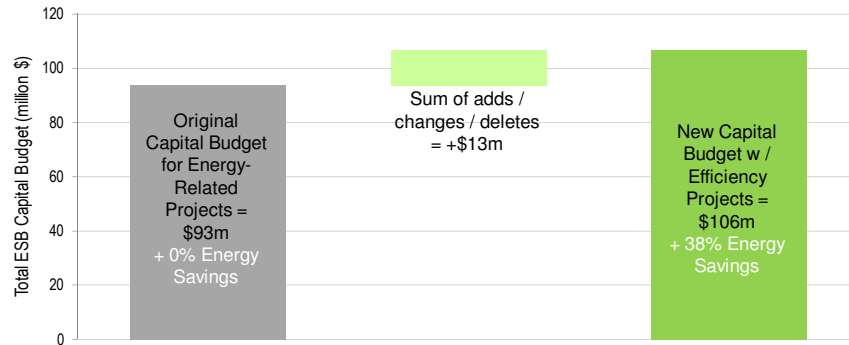 Total ESB Capital Budget (million $)
120
100
80
60
40
20
0
Original
Capital Budget
for Energy-
Related
Projects =
$93m
+ 0% Energy
Savings
Sum of adds /
changes / deletes
= +$13m
New Capital
Budget w /
Efficiency
Projects =
$106m
+ 38% Energy
Savings